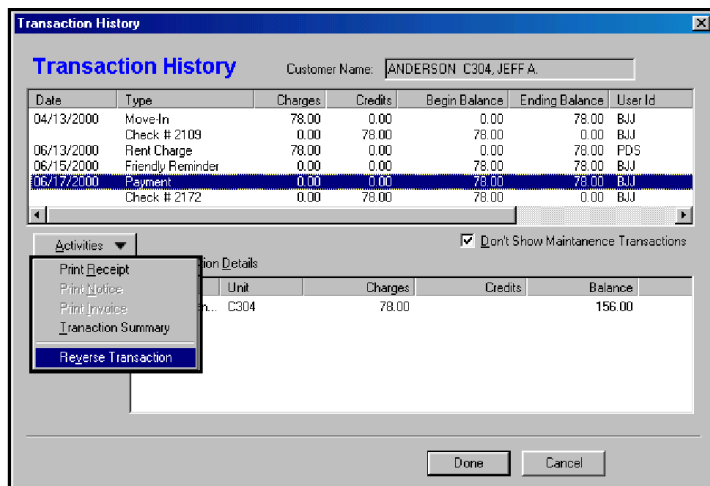 Transaction History
Transaction History Customer Name: ANDERSON C304, JEFF A.
Date Type Charges Credits Begin Balance Ending Balance User Id
04/13/2000 Move-In 78.00 0.00 0.00 78.00 BJJ
Check # 2109 0.00 78.00 78.00 0.00 BJJ
06/13/2000 Rent Charge 78.00 0.00 0.00 78.00 PDS
06/15/2000 Friendly Reminder 0.00 0.00 78.00 78.00 BJJ
06/17/2000 Payment 0.00 0.00 78.00 78.00 BJJ
Check # 2172 0.00 78.00 78.00 0.00 BJJ
Activities Don't Show Maintanence Transactions
ion Details
Print Receipt
Unit Charges Credits Balance
Print Notice
Print Invoice n... C304 78.00 156.00
Tranaction Summary
Reverse Transaction
Done Cancel